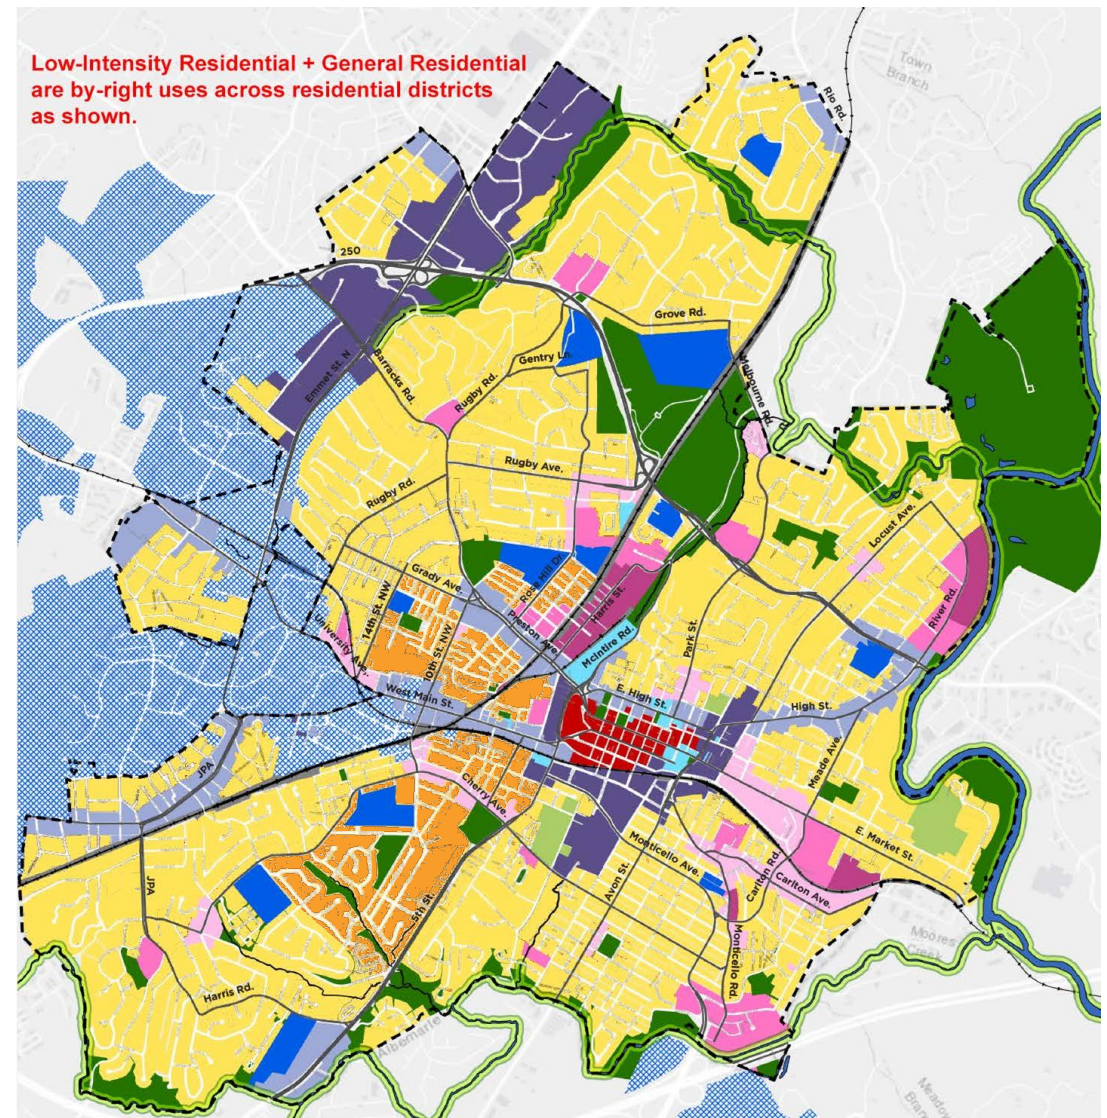 Low-Intensity Residential + General Residential
are by-right uses across residential districts
as shown.
Town
Branch
Rio Rd.
250
Grove Rd.
Gentry Ln.
Melbourne Rd.
Emmet St. N
Barracks Rd.
Rugby Rd.
Rugby Ave.
Rugby Rd.
Locust Ave.
Grady Ave.
Rose Hill Dr.
Harris St.
River Rd.
14th St. NW
10th St. NW
Preston Ave.
McIntire Rd.
Park St.
University Ave.
West Main St.
E. High St.
High St.
JPA
Cherry Ave.
Meade Ave.
E. Market St.
Monticello Ave.
Avon St.
Carlton Rd.
Carlton Ave.
JPA
5th St.
Monticello Rd.
Moores
Creek
Harris Rd.
Albemarle
Meadow
Branch